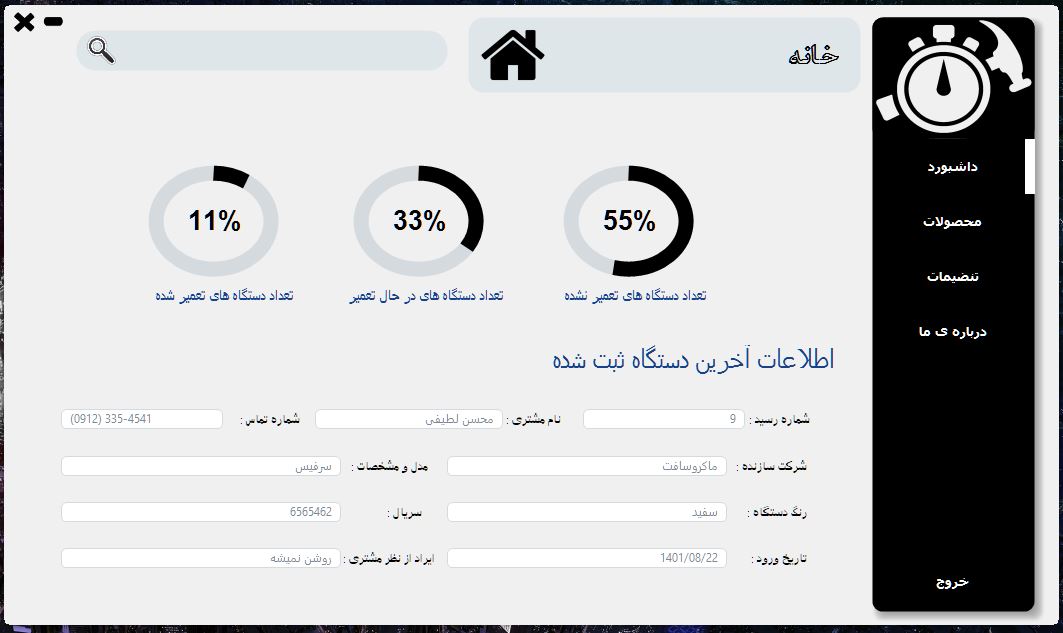 خانه
داشبورد
محصولات
تنضیمات
درباره ی ما
خروج
55%
33%
11%
تعداد دستگاه های تعمیر نشده
تعداد دستگاه های در حال تعمیر
تعداد دستگاه های تعمیر شده
اطلاعات آخرین دستگاه ثبت شده
شماره رسید : 9 نام مشتری : محسن لطیفی شماره تماس : (0912) 335-4541
شرکت سازنده : ماکروسافت مدل و مشخصات : سرفیس
رنگ دستگاه : سفید سریال : 6565462
تاریخ ورود : 1401/08/22 ایراد از نظر مشتری : روشن نمیشه